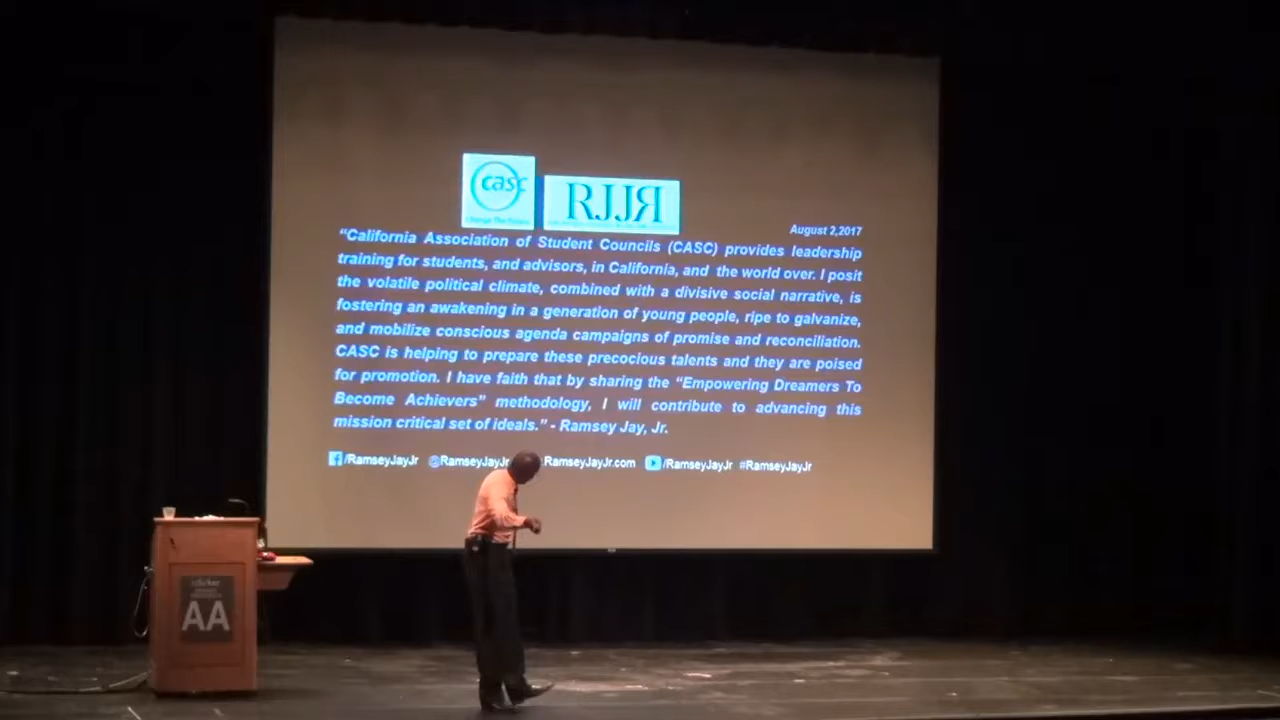 casc
Change The Future
RJJR
August 2,2017
“California Association of Student Councils (CASC) provides leadership
training for students, and advisors, in California, and the world over. I posit
the volatile political climate, combined with a divisive social narrative, is
fostering an awakening in a generation of young people, ripe to galvanize,
and mobilize conscious agenda campaigns of promise and reconciliation.
CASC is helping to prepare these precocious talents and they are poised
for promotion. I have faith that by sharing the “Empowering Dreamers To
Become Achievers” methodology, I will contribute to advancing this
mission critical set of ideals.” - Ramsey Jay, Jr.
/RamseyJayJr @RamseyJayJr RamseyJayJr.com /RamseyJayJr #RamseyJayJr
AA